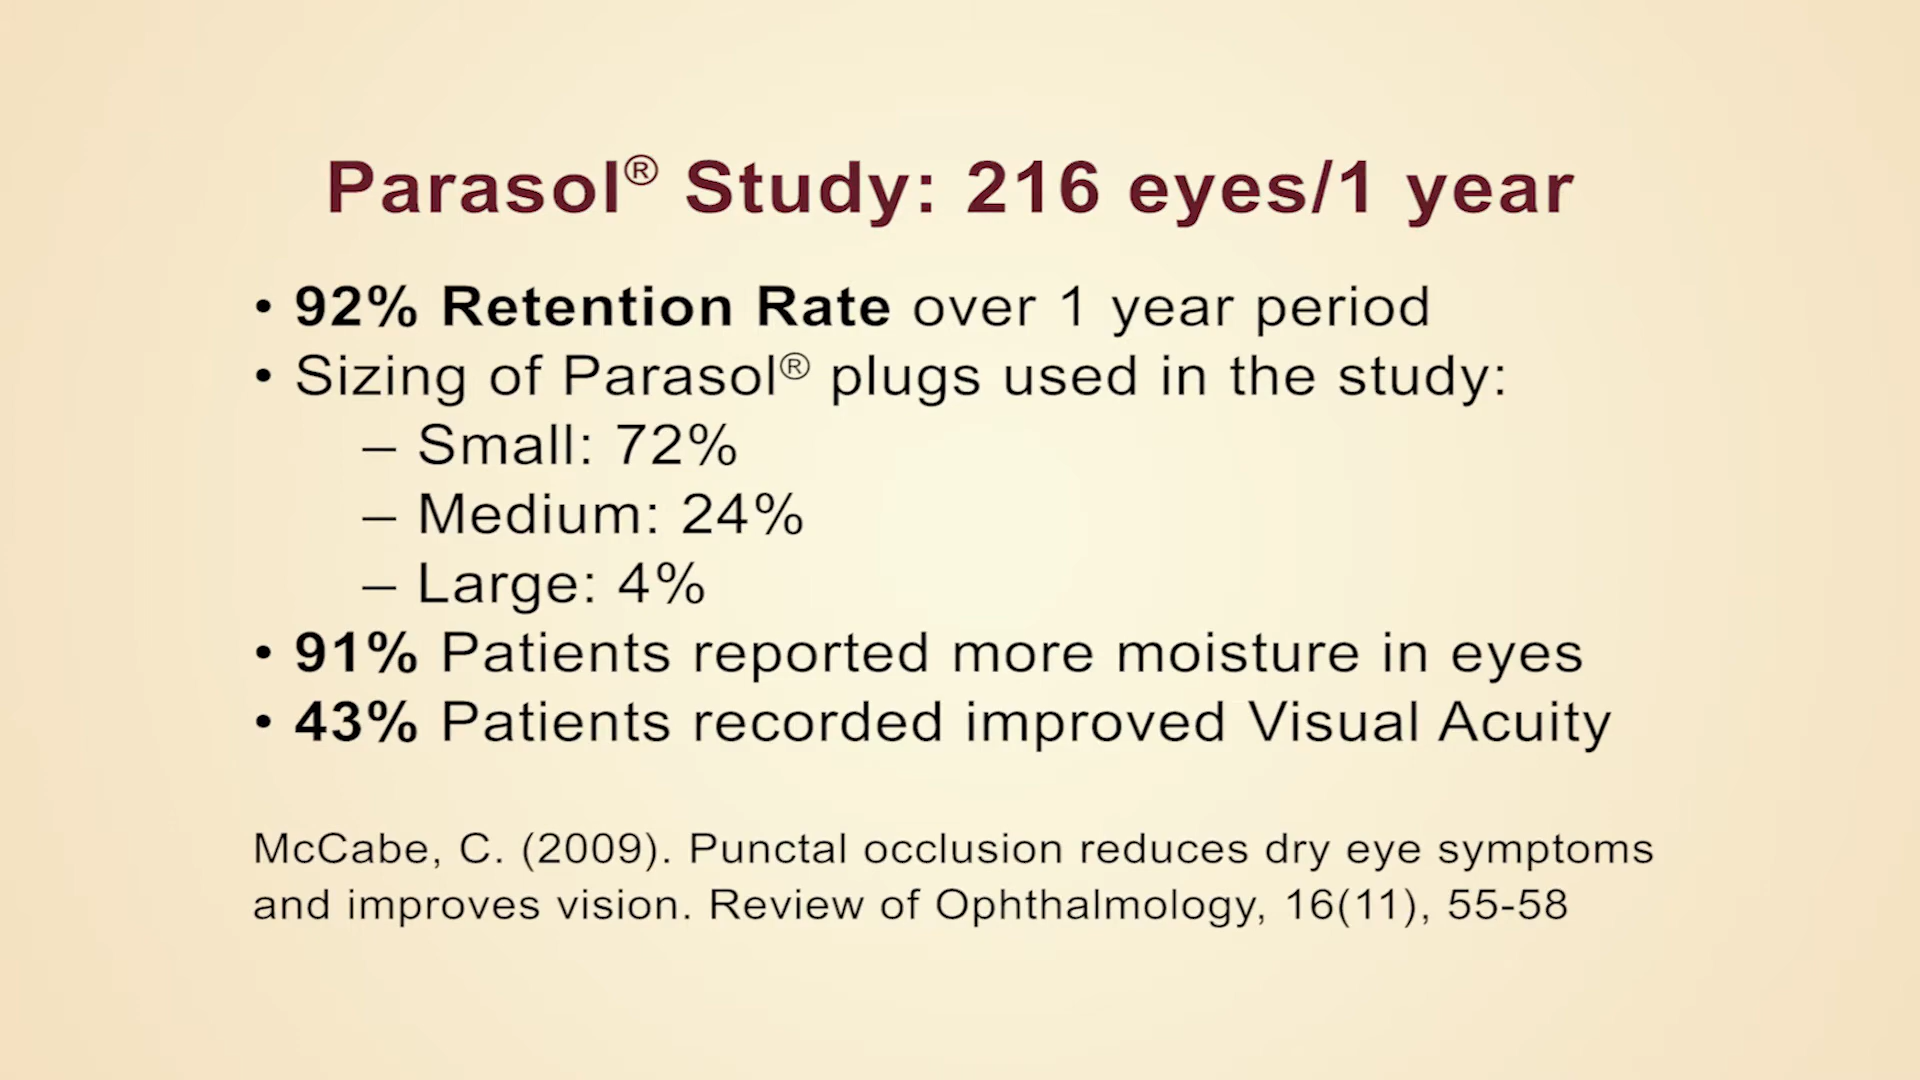 Parasol® Study: 216 eyes/1 year
• 92% Retention Rate over 1 year period
• Sizing of Parasol® plugs used in the study:
– Small: 72%
– Medium: 24%
– Large: 4%
• 91% Patients reported more moisture in eyes
• 43% Patients recorded improved Visual Acuity
McCabe, C. (2009). Punctal occlusion reduces dry eye symptoms
and improves vision. Review of Ophthalmology, 16(11), 55-58